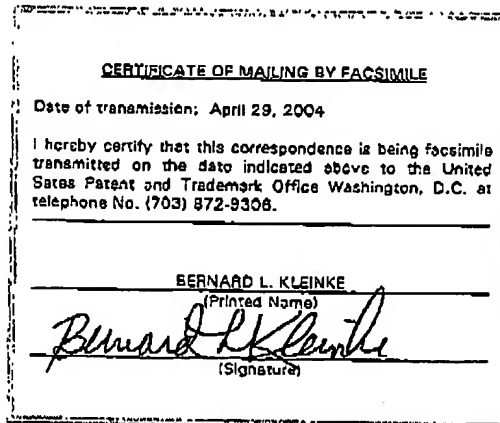 CERTIFICATE OF MAILING BY FACSIMILE
Date of transmission: April 29, 2004
I hereby certify that this correspondence is being facsimile
transmitted on the date indicated above to the United
Sates Patent and Trademark Office Washington, D.C. at
telephone No. (703) 872-9306.
BERNARD L. KLEINKE
(Printed Name)
Bernard L Kleinke
(Signature)